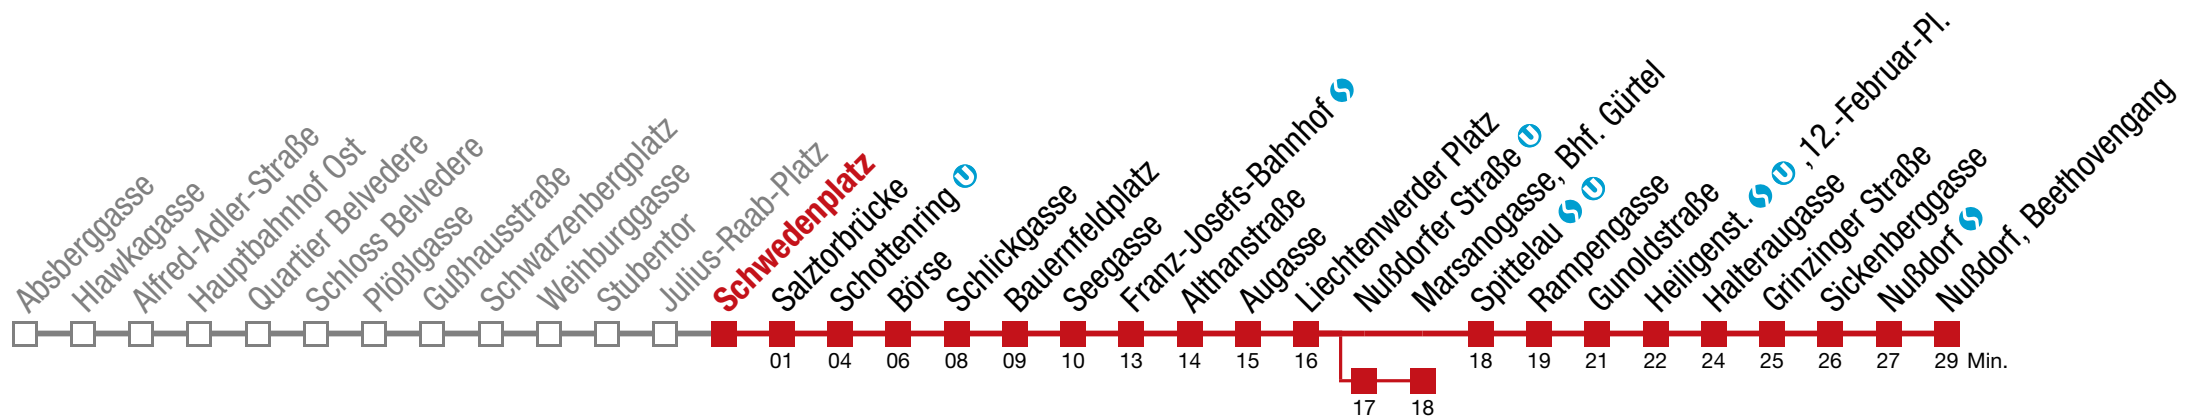 Absberggasse
Hlawkagasse
Alfred-Adler-Straße
Hauptbahnhof Ost
Quartier Belvedere
Schloss Belvedere
Plößlgasse
Gußhausstraße
Schwarzenbergplatz
Weihburggasse
Stubentor
Julius-Raab-Platz
Schwedenplatz
Salztorbrücke
Schottenring U
Börse
Schlickgasse
Bauernfeldplatz
Seegasse
Franz-Josefs-Bahnhof S
Althanstraße
Augasse
Liechtenwerder Platz
Nußdorfer Straße U
Marsanogasse, Bhf. Gürtel
Spittelau S U
Rampengasse
Gunoldstraße
Heiligenst. S U ,12.-Februar-Pl.
Halteraugasse
Grinzinger Straße
Sickenberggasse
Nußdorf S
Nußdorf, Beethovengang
01 04 06 08 09 10 13 14 15 16 18 19 21 22 24 25 26 27 29 Min.
17 18